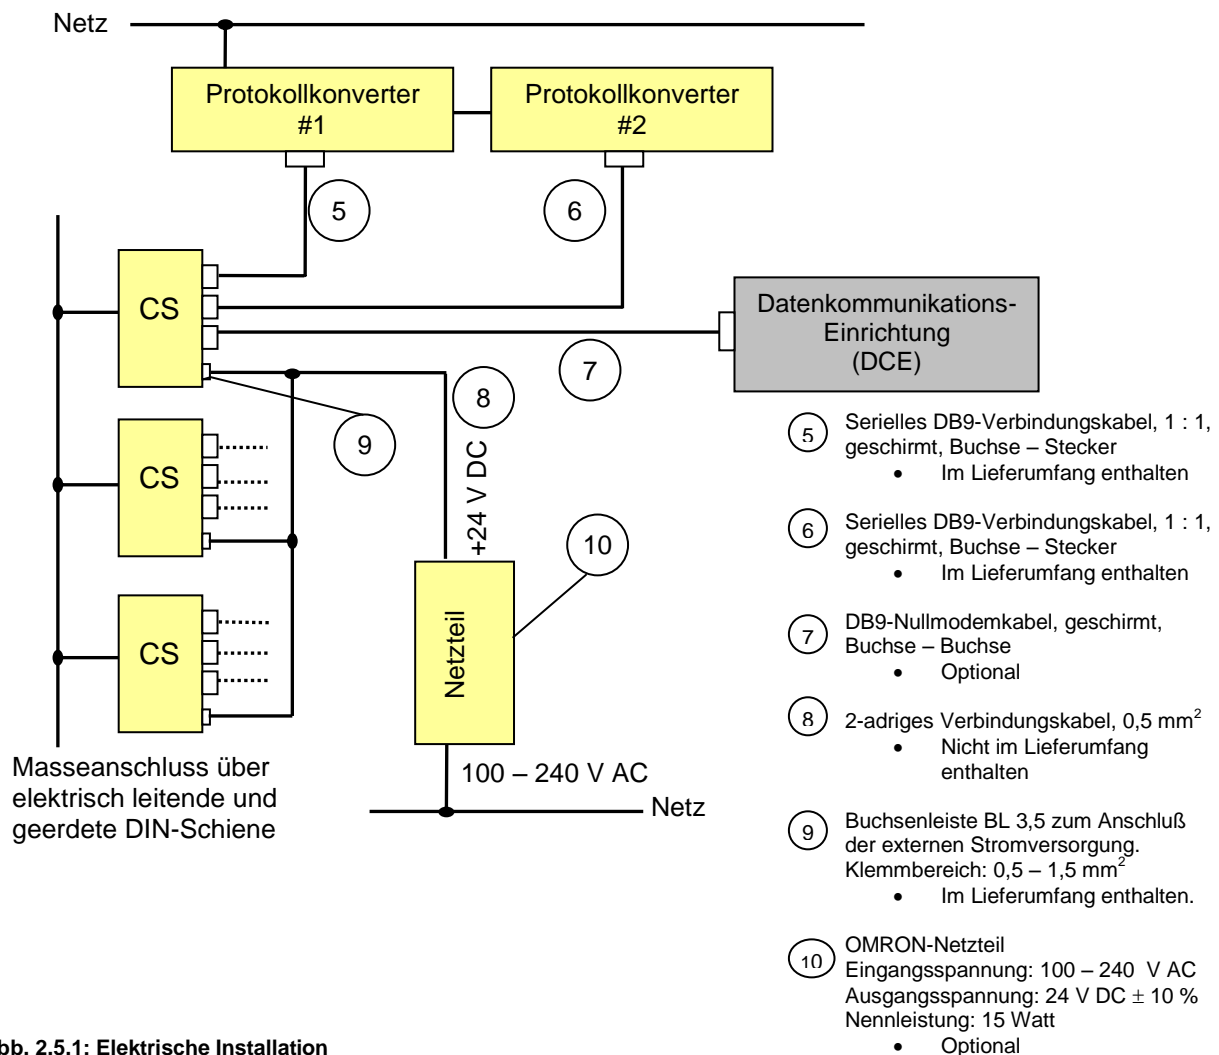 Netz
Protokollkonverter
#1
Protokollkonverter
#2
5
6
CS
Datenkommunikations-
Einrichtung
(DCE)
7
8
9
+24 V DC
CS
10
CS
Netzteil
Masseanschluss über
elektrisch leitende und
geerdete DIN-Schiene
100 – 240 V AC
Netz
5
Serielles DB9-Verbindungskabel, 1 : 1,
geschirmt, Buchse – Stecker
• Im Lieferumfang enthalten
6
Serielles DB9-Verbindungskabel, 1 : 1,
geschirmt, Buchse – Stecker
• Im Lieferumfang enthalten
7
DB9-Nullmodemkabel, geschirmt,
Buchse – Buchse
• Optional
8
2-adriges Verbindungskabel, 0,5 mm²
• Nicht im Lieferumfang
enthalten
9
Buchsenleiste BL 3,5 zum Anschluß
der externen Stromversorgung.
Klemmbereich: 0,5 – 1,5 mm²
• Im Lieferumfang enthalten.
10
OMRON-Netzteil
Eingangsspannung: 100 – 240 V AC
Ausgangsspannung: 24 V DC ± 10 %
Nennleistung: 15 Watt
• Optional
bb. 2.5.1: Elektrische Installation